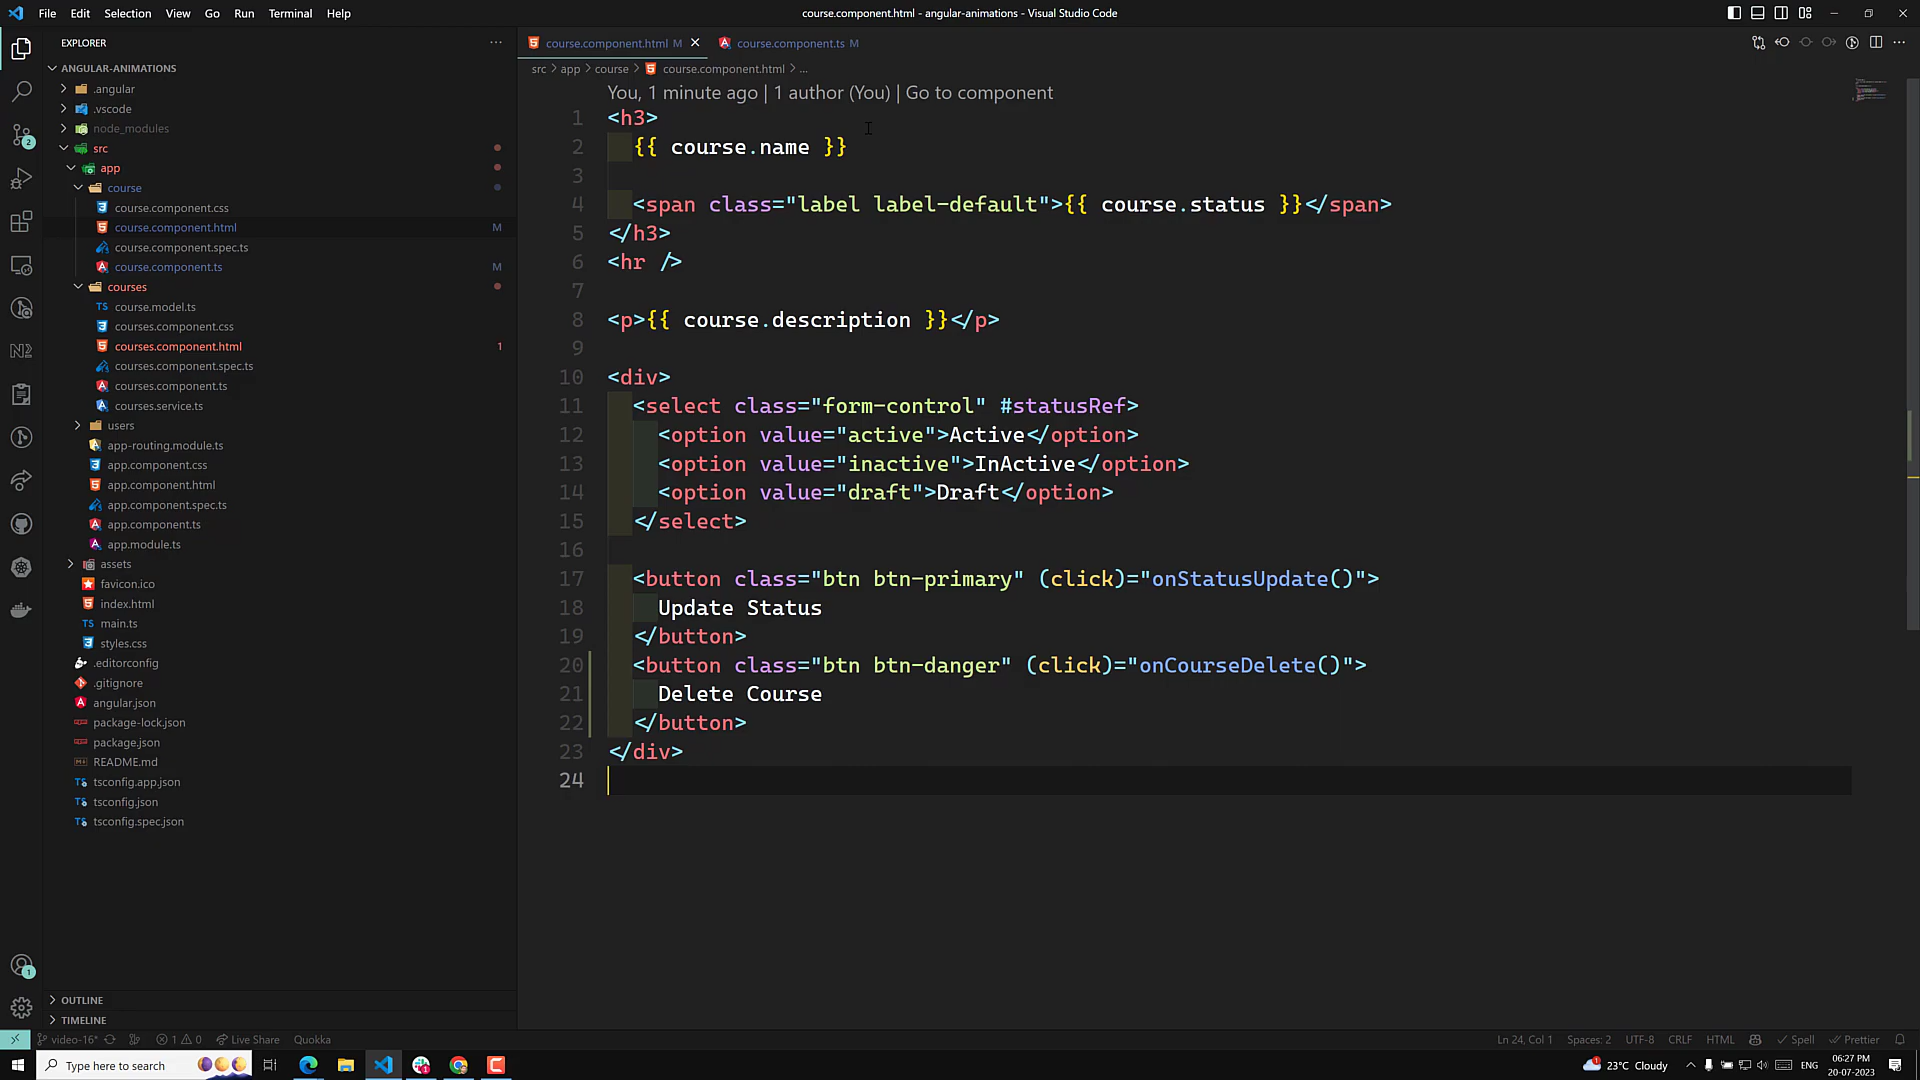 File Edit Selection View Go Run Terminal Help
course.component.html - angular-animations - Visual Studio Code
EXPLORER
ANGULAR-ANIMATIONS
.angular
.vscode
node_modules
src
app
course
course.component.css
course.component.html M
course.component.spec.ts
course.component.ts M
courses
course.model.ts
courses.component.css
courses.component.html 1
courses.component.spec.ts
courses.component.ts
courses.service.ts
users
app-routing.module.ts
app.component.css
app.component.html
app.component.spec.ts
app.component.ts
app.module.ts
assets
favicon.ico
index.html
main.ts
styles.css
.editorconfig
.gitignore
angular.json
package-lock.json
package.json
README.md
tsconfig.app.json
tsconfig.json
tsconfig.spec.json
OUTLINE
TIMELINE
course.component.html M course.component.ts M
src > app > course > course.component.html > ...
You, 1 minute ago | 1 author (You) | Go to component
1 <h3>
2 {{ course.name }}
3
4 <span class="label label-default">{{ course.status }}</span>
5 </h3>
6 <hr />
7
8 <p>{{ course.description }}</p>
9
10 <div>
11 <select class="form-control" #statusRef>
12 <option value="active">Active</option>
13 <option value="inactive">InActive</option>
14 <option value="draft">Draft</option>
15 </select>
16
17 <button class="btn btn-primary" (click)="onStatusUpdate()">
18 Update Status
19 </button>
20 <button class="btn btn-danger" (click)="onCourseDelete()">
21 Delete Course
22 </button>
23 </div>
24
video-16* 1 0 Live Share Quokka
Ln 24, Col 1 Spaces: 2 UTF-8 CRLF HTML Spell Prettier
Type here to search
23°C Cloudy ENG 06:27 PM
20-07-2023